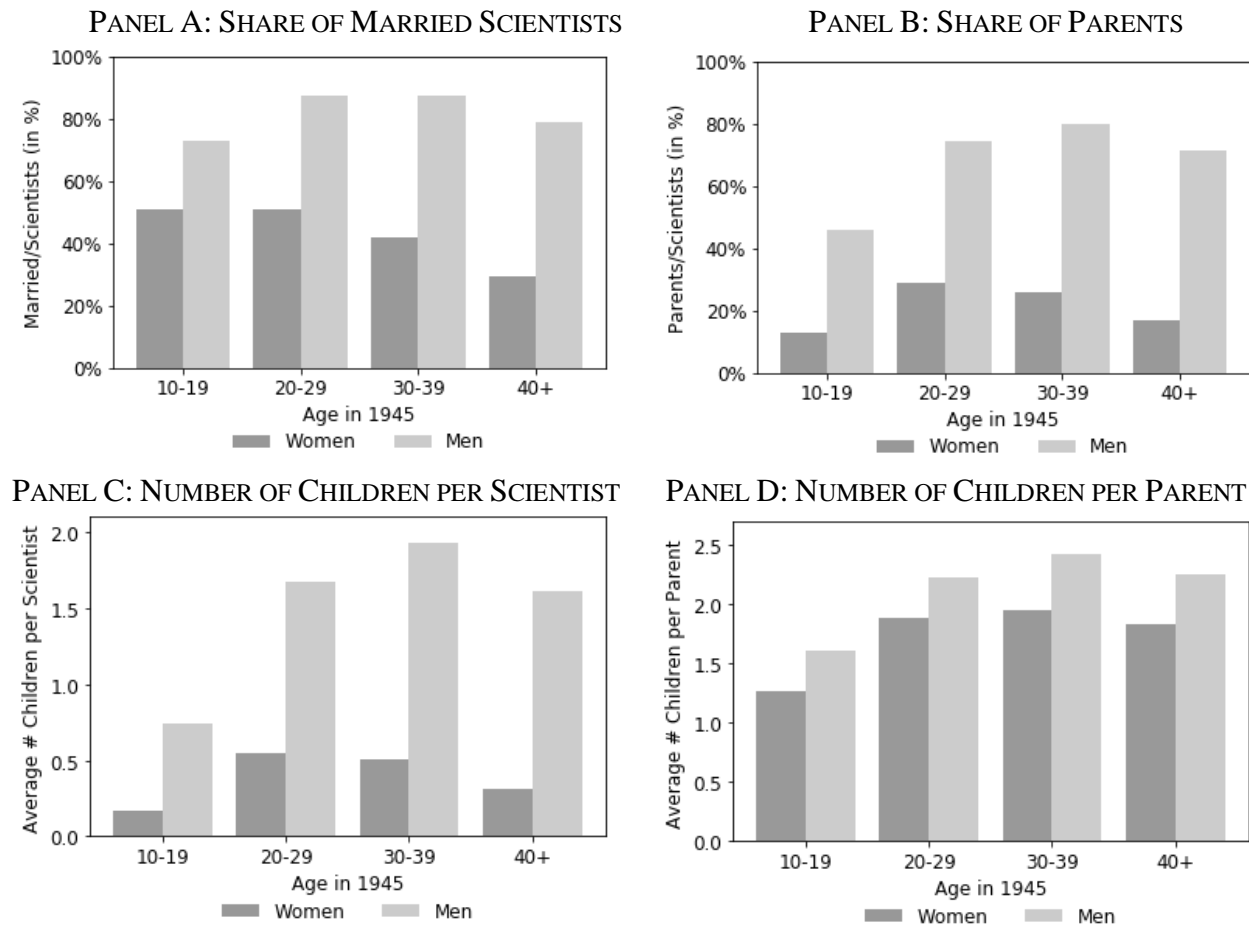 PANEL A: SHARE OF MARRIED SCIENTISTS
100%
80%
60%
40%
20%
0%
Married/Scientists (in %)
10-19 20-29 30-39 40+
Age in 1945
Women Men
PANEL B: SHARE OF PARENTS
100%
80%
60%
40%
20%
0%
Parents/Scientists (in %)
10-19 20-29 30-39 40+
Age in 1945
Women Men
PANEL C: NUMBER OF CHILDREN PER SCIENTIST
2.0
1.5
1.0
0.5
0.0
Average # Children per Scientist
10-19 20-29 30-39 40+
Age in 1945
Women Men
PANEL D: NUMBER OF CHILDREN PER PARENT
2.5
2.0
1.5
1.0
0.5
0.0
Average # Children per Parent
10-19 20-29 30-39 40+
Age in 1945
Women Men